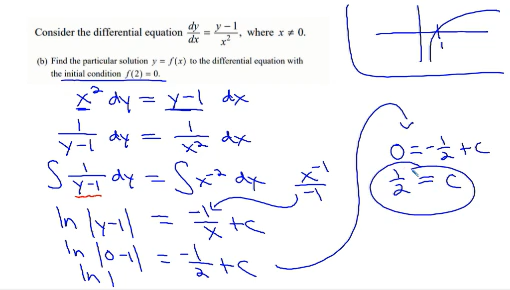 Consider the differential equation dy/dx = (y − 1)/x², where x ≠ 0.
(b) Find the particular solution y = f(x) to the differential equation with
the initial condition f(2) = 0.
x² dy = y-1 dx
1/(y-1) dy = 1/x² dx
∫ 1/(y-1) dy = ∫ x⁻² dx
x⁻¹/-1
ln |y-1| = -1/x + C
ln |0-1| = -1/2 + C
ln 1
0 = -1/2 + C
1/2 = C
1